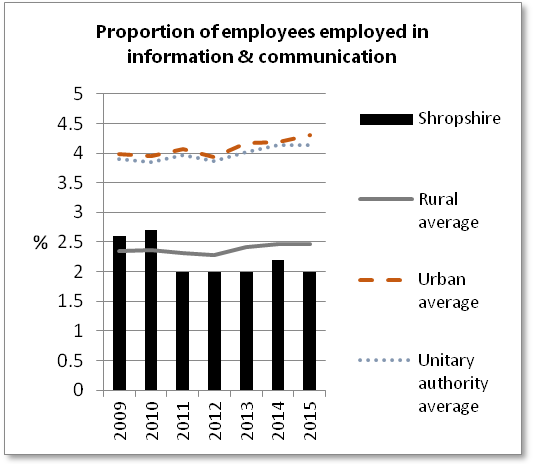 Proportion of employees employed in
information & communication
5
4.5
4
3.5
3
2.5
2
1.5
1
0.5
0
%
2009
2010
2011
2012
2013
2014
2015
Shropshire
Rural
average
Urban
average
Unitary
authority
average